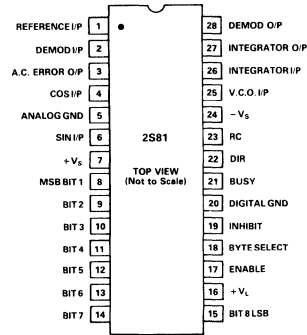 REFERENCE I/P 1
DEMOD I/P 2
A.C. ERROR O/P 3
COS I/P 4
ANALOG GND 5
SIN I/P 6
+VS 7
MSB BIT 1 8
BIT 2 9
BIT 3 10
BIT 4 11
BIT 5 12
BIT 6 13
BIT 7 14
2S81
TOP VIEW
(Not to Scale)
28 DEMOD O/P
27 INTEGRATOR O/P
26 INTEGRATOR I/P
25 V.C.O. I/P
24 −VS
23 RC
22 DIR
21 BUSY
20 DIGITAL GND
19 INHIBIT
18 BYTE SELECT
17 ENABLE
16 +VL
15 BIT 8 LSB